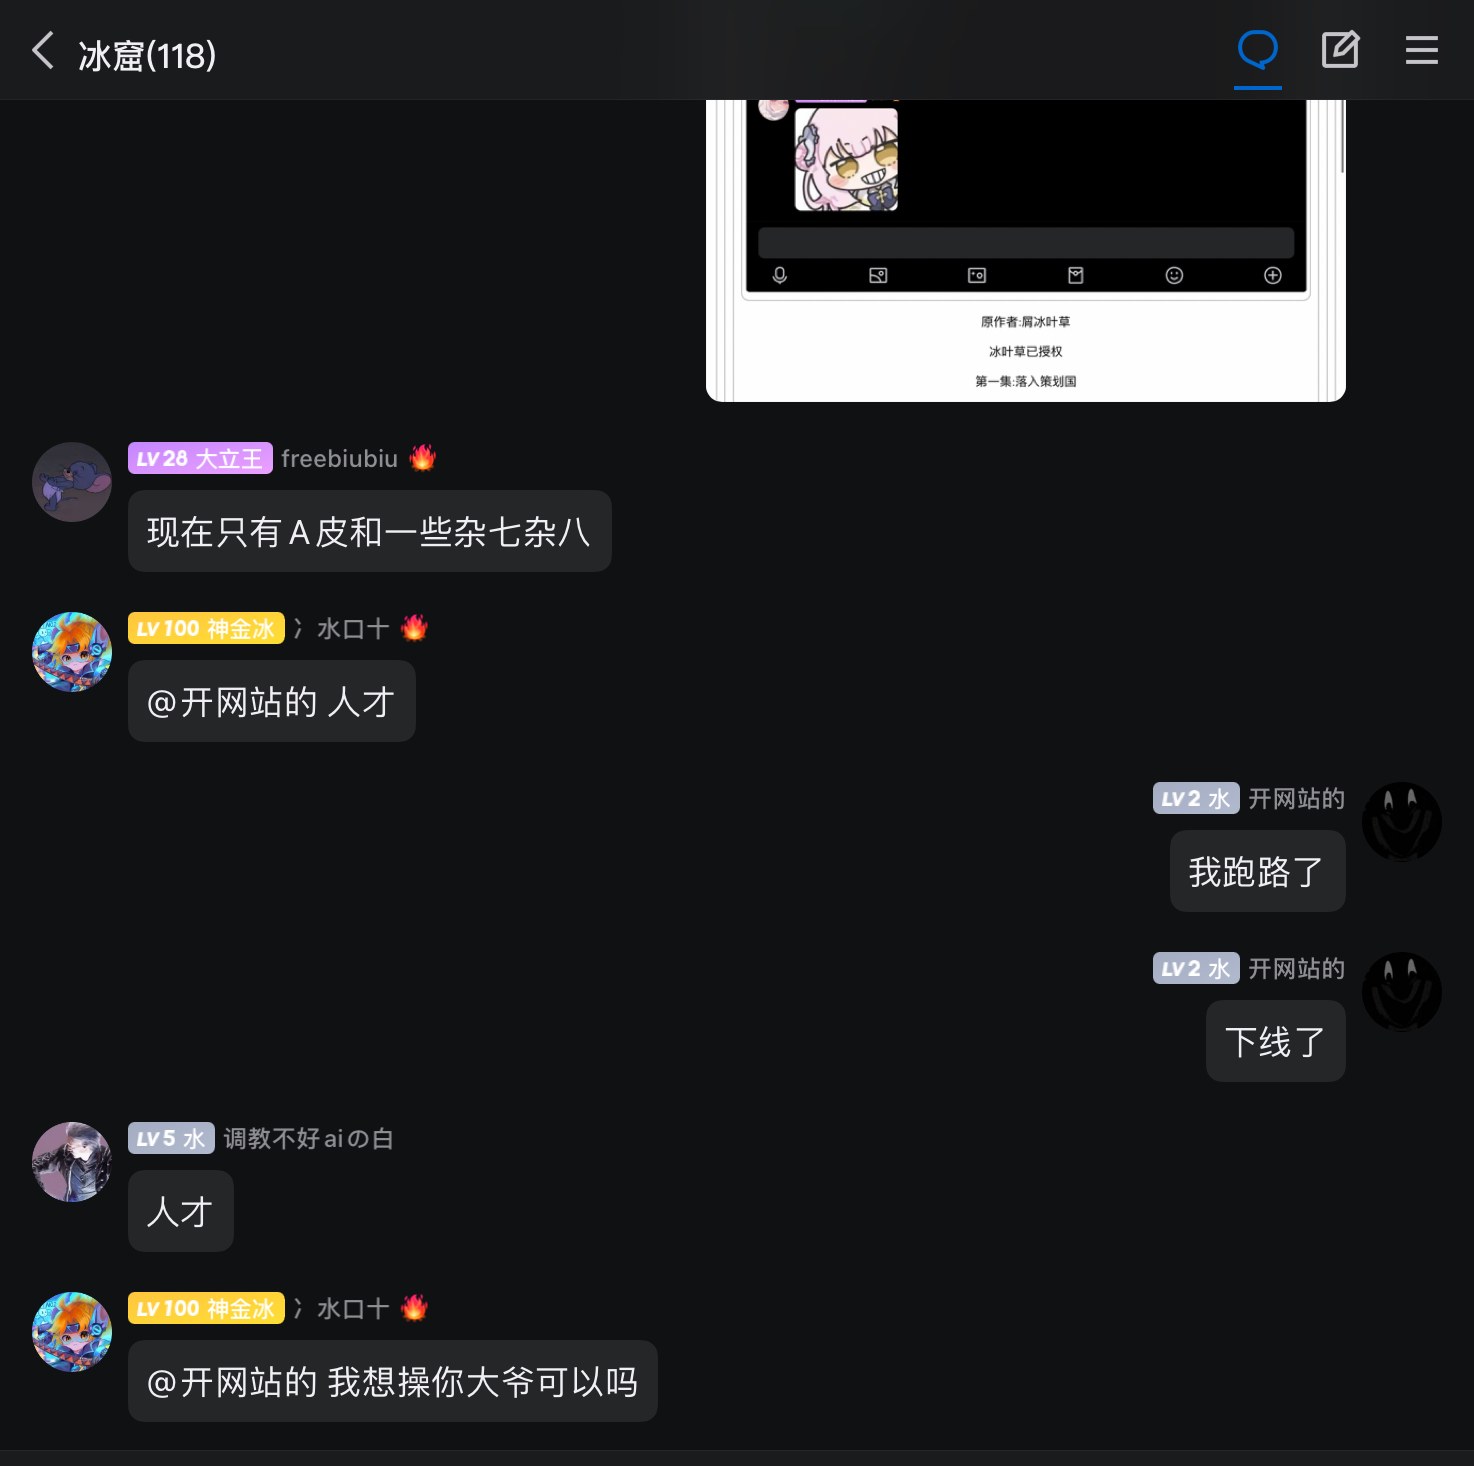 冰窟(118)
原作者:屑冰叶草
冰叶草已授权
第一集:落入策划国
LV28 大立王 freebiubiu 🔥
现在只有A皮和一些杂七杂八
LV100 神金冰 冫水口十 🔥
@开网站的 人才
LV2 水 开网站的
我跑路了
LV2 水 开网站的
下线了
LV5 水 调教不好aiの白
人才
LV100 神金冰 冫水口十 🔥
@开网站的 我想操你大爷可以吗